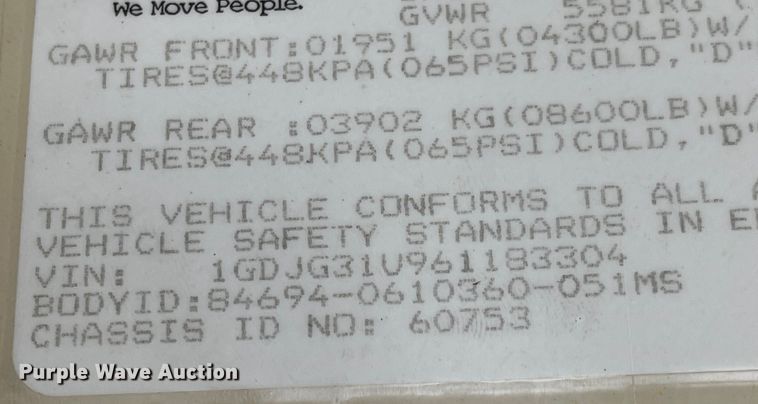 We Move People.
GVWR 5581KG (
GAWR FRONT:01951 KG(04300LB)W/
TIRES@448KPA(065PSI)COLD,"D"
GAWR REAR :03902 KG(08600LB)W/
TIRES@448KPA(065PSI)COLD,"D"
THIS VEHICLE CONFORMS TO ALL
VEHICLE SAFETY STANDARDS IN
VIN: 1GDJG31U961183304
BODYID:84694-0610360-051MS
CHASSIS ID NO: 60753
Purple Wave Auction